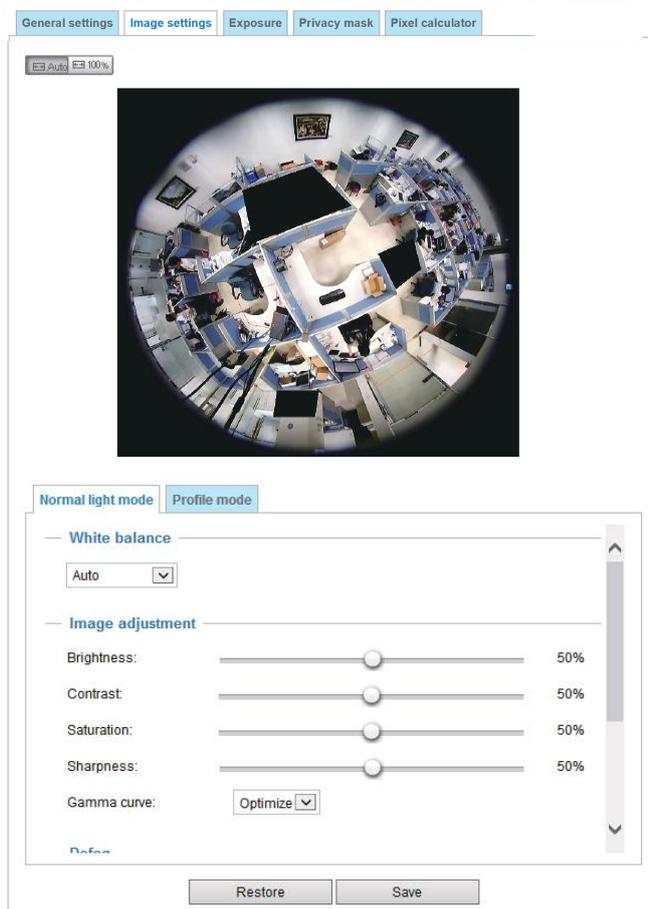 General settings Image settings Exposure Privacy mask Pixel calculator
Auto 100%
Normal light mode Profile mode
White balance
Auto
Image adjustment
Brightness: 50%
Contrast: 50%
Saturation: 50%
Sharpness: 50%
Gamma curve: Optimize
Defog
Restore Save